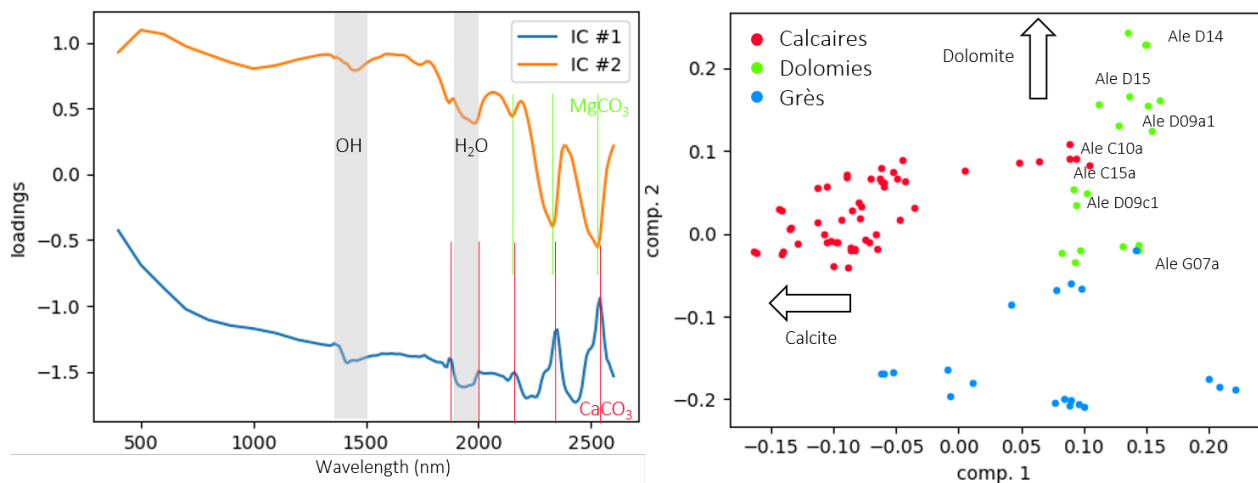 IC #1
IC #2
MgCO3
OH
H2O
CaCO3
1.0
0.5
0.0
−0.5
−1.0
−1.5
loadings
500
1000
1500
2000
2500
Wavelength (nm)
Calcaires
Dolomies
Grès
Dolomite
Ale D14
Ale D15
Ale D09a1
Ale C10a
Ale C15a
Ale D09c1
Ale G07a
Calcite
0.2
0.1
0.0
−0.1
−0.2
comp. 2
−0.15
−0.10
−0.05
0.00
0.05
0.10
0.15
0.20
comp. 1